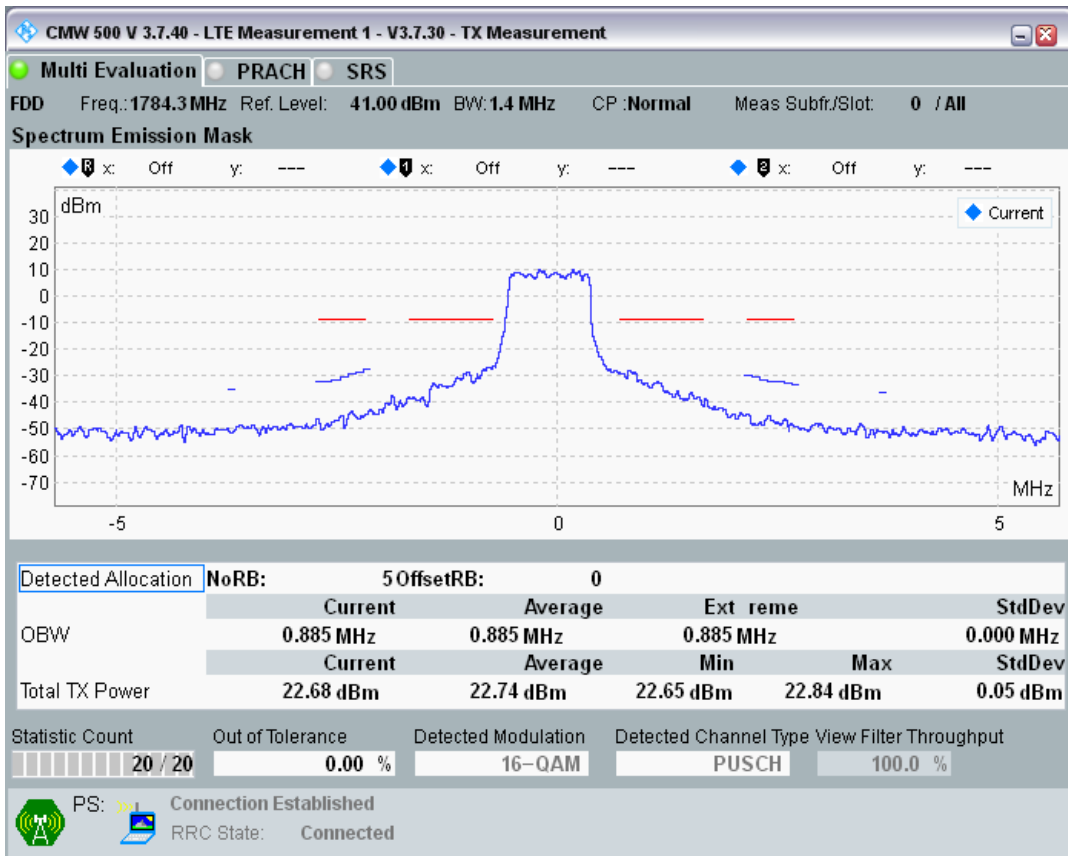 CMW 500 V 3.7.40 - LTE Measurement 1 - V3.7.30 - TX Measurement
Multi Evaluation PRACH SRS
FDD Freq.: 1784.3 MHz Ref. Level: 41.00 dBm BW: 1.4 MHz CP : Normal Meas Subfr./Slot: 0 / All
Spectrum Emission Mask
R x: Off y: --- 1 x: Off y: --- 2 x: Off y: ---
dBm
Current
30
20
10
0
-10
-20
-30
-40
-50
-60
-70
MHz
-5 0 5
Detected Allocation NoRB: 5 OffsetRB: 0
Current Average Ext reme StdDev
OBW 0.885 MHz 0.885 MHz 0.885 MHz 0.000 MHz
Current Average Min Max StdDev
Total TX Power 22.68 dBm 22.74 dBm 22.65 dBm 22.84 dBm 0.05 dBm
Statistic Count Out of Tolerance Detected Modulation Detected Channel Type View Filter Throughput
20 / 20 0.00 % 16-QAM PUSCH 100.0 %
PS: Connection Established
RRC State: Connected